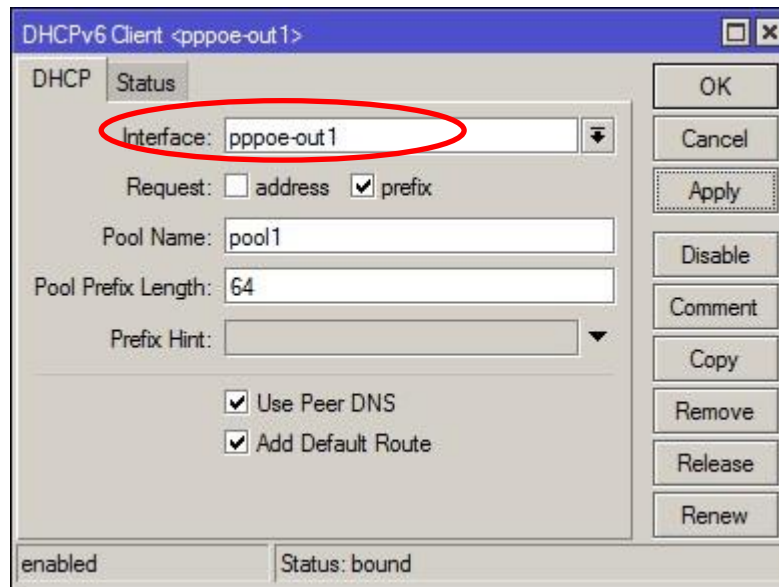 DHCPv6 Client <pppoe-out1>
DHCP Status
Interface: pppoe-out1
Request: address prefix
Pool Name: pool1
Pool Prefix Length: 64
Prefix Hint:
Use Peer DNS
Add Default Route
OK
Cancel
Apply
Disable
Comment
Copy
Remove
Release
Renew
enabled Status: bound